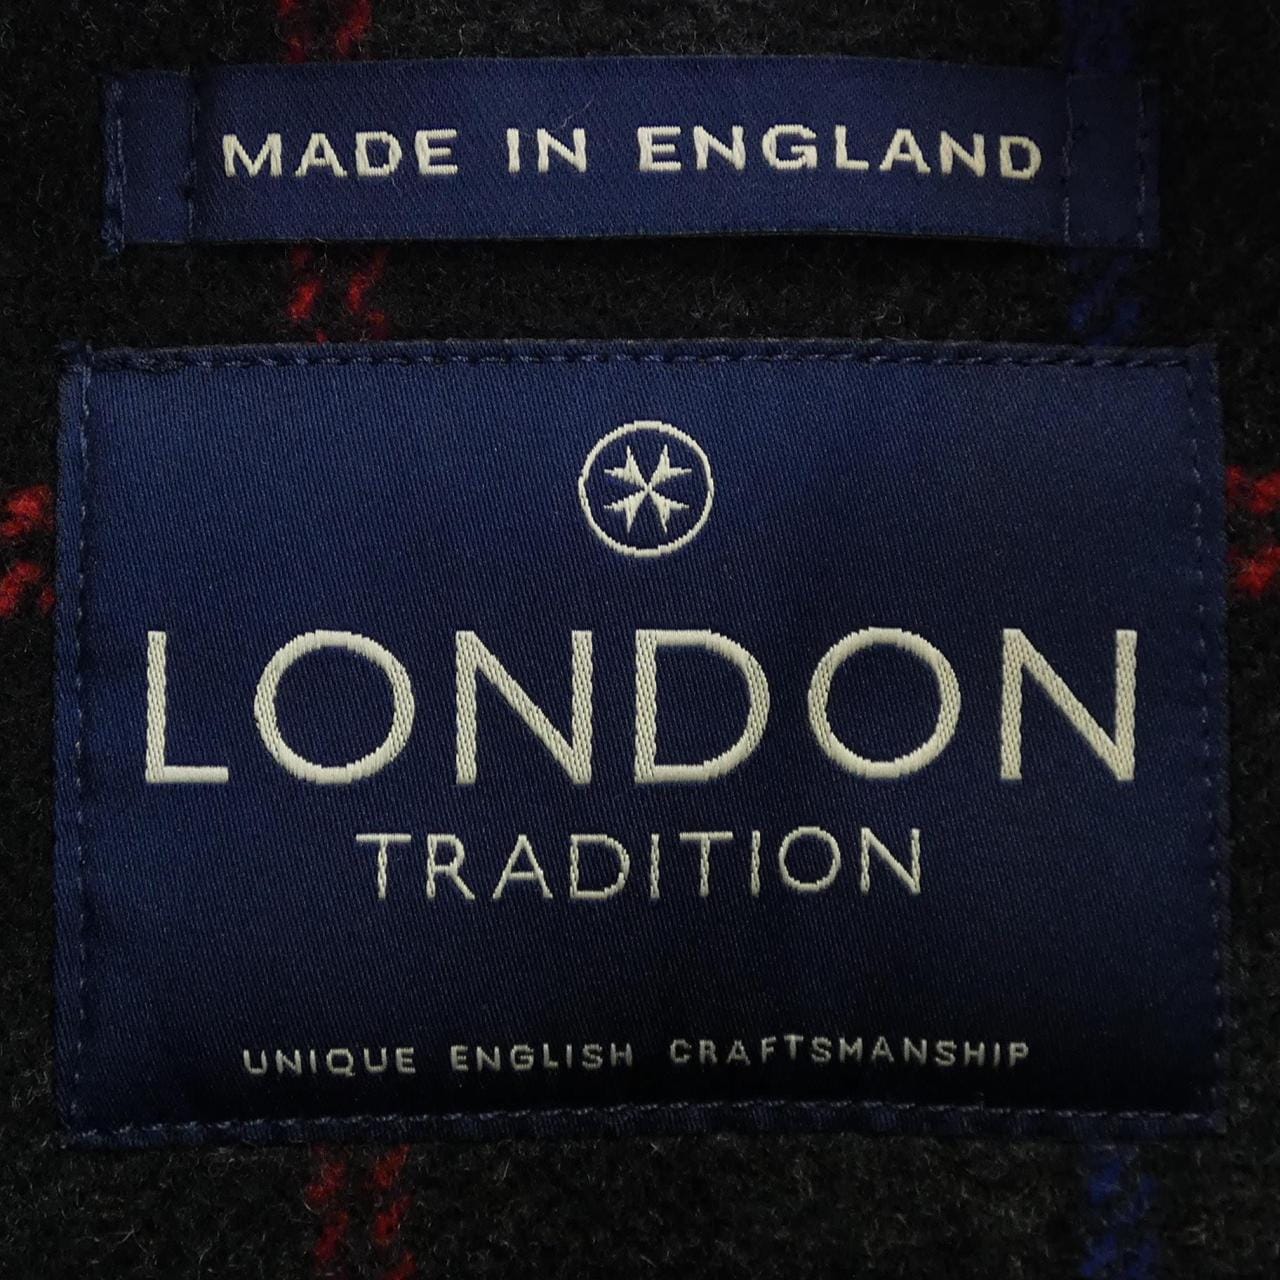 MADE IN ENGLAND
LONDON
TRADITION
UNIQUE ENGLISH CRAFTSMANSHIP